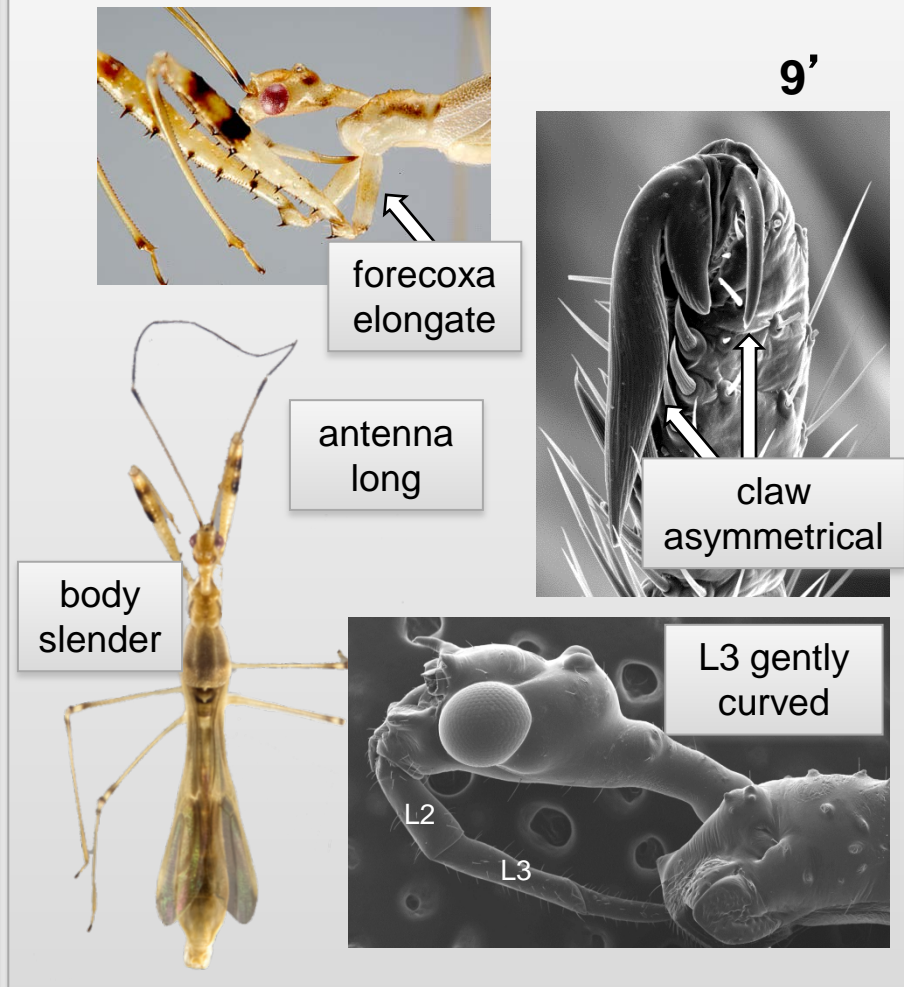 9’
forecoxa
elongate
antenna
long
claw
asymmetrical
body
slender
L3 gently
curved
L2
L3